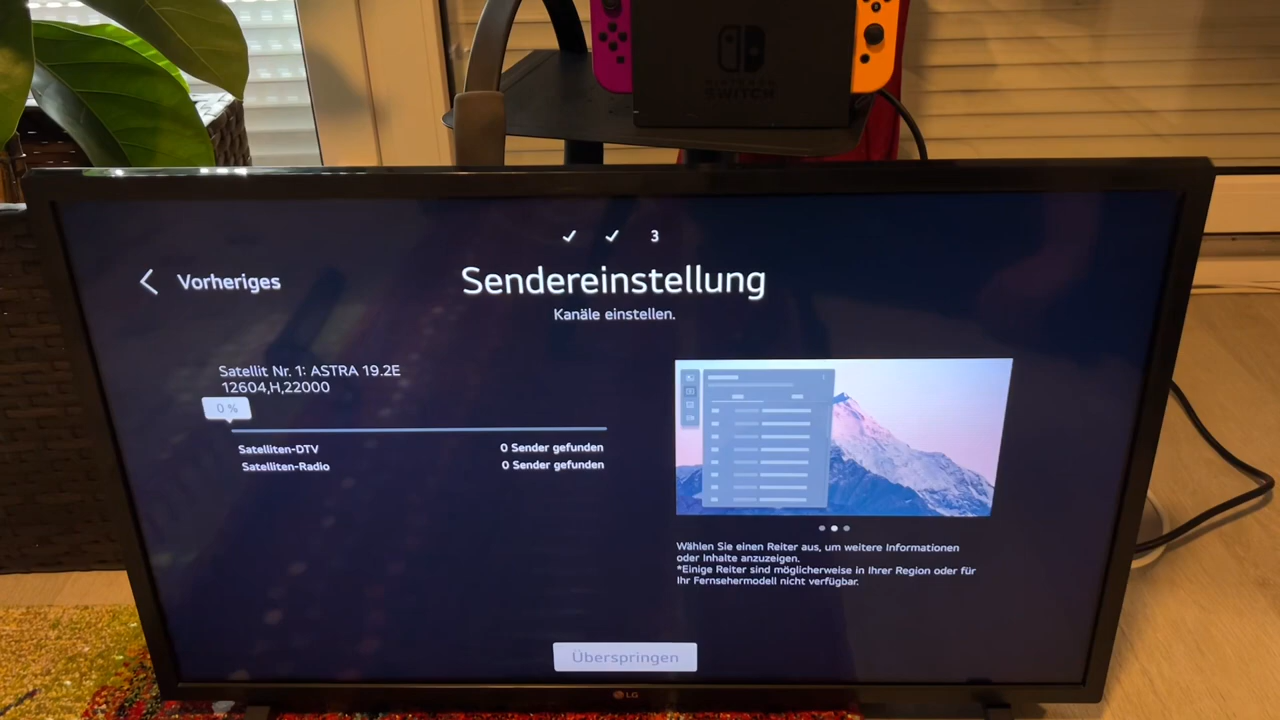 NINTENDO
SWITCH
3
Vorheriges
Sendereinstellung
Kanäle einstellen.
Satellit Nr. 1: ASTRA 19.2E
12604,H,22000
0 %
Satelliten-DTV 0 Sender gefunden
Satelliten-Radio 0 Sender gefunden
Wählen Sie einen Reiter aus, um weitere Informationen
oder Inhalte anzuzeigen.
*Einige Reiter sind möglicherweise in Ihrer Region oder für
Ihr Fernsehermodell nicht verfügbar.
Überspringen
LG